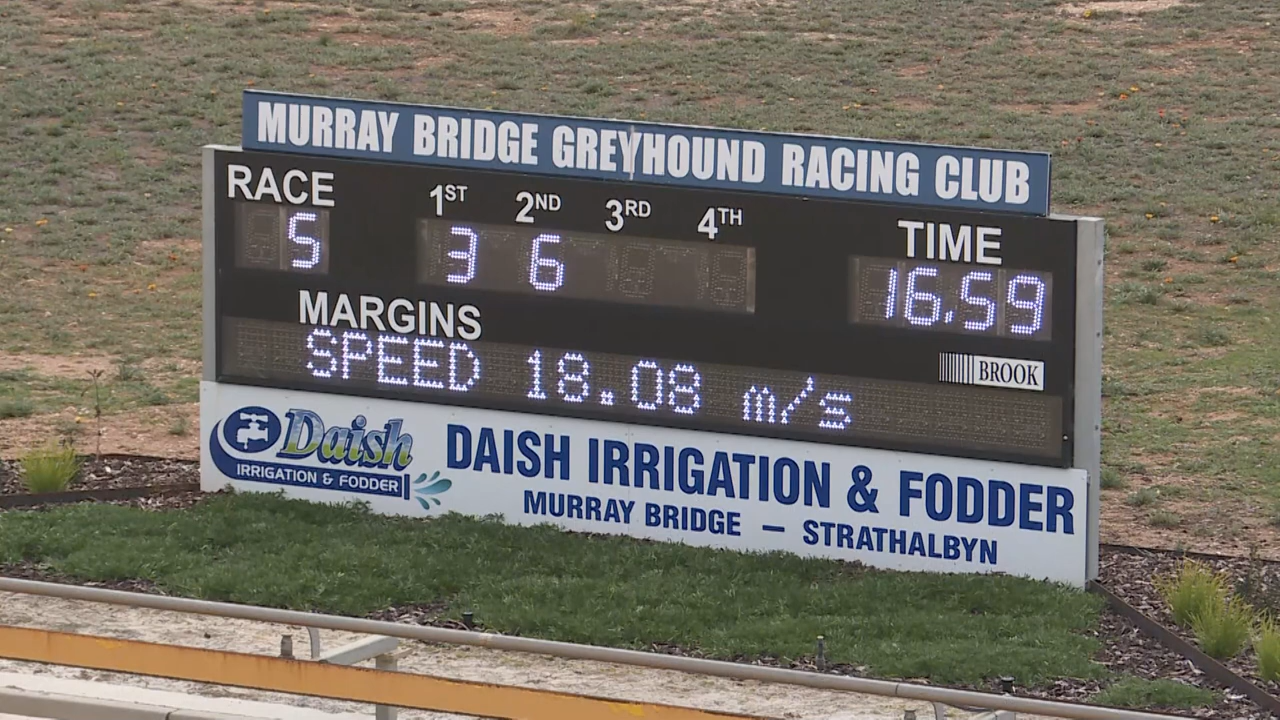 MURRAY BRIDGE GREYHOUND RACING CLUB
RACE 1ST 2ND 3RD 4TH TIME
5 3 6 16.59
MARGINS
SPEED 18.08 m/s
BROOK
Daish
IRRIGATION & FODDER
DAISH IRRIGATION & FODDER
MURRAY BRIDGE – STRATHALBYN